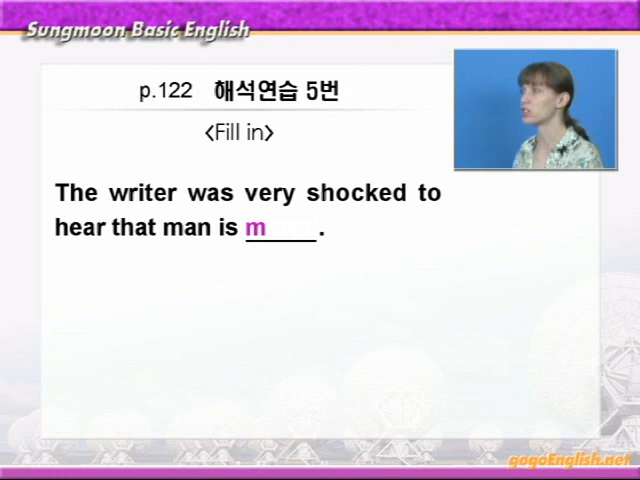 Sungmoon Basic English
p.122 해석연습 5번
<Fill in>
The writer was very shocked to
hear that man is m_____.
gogoEnglish.net